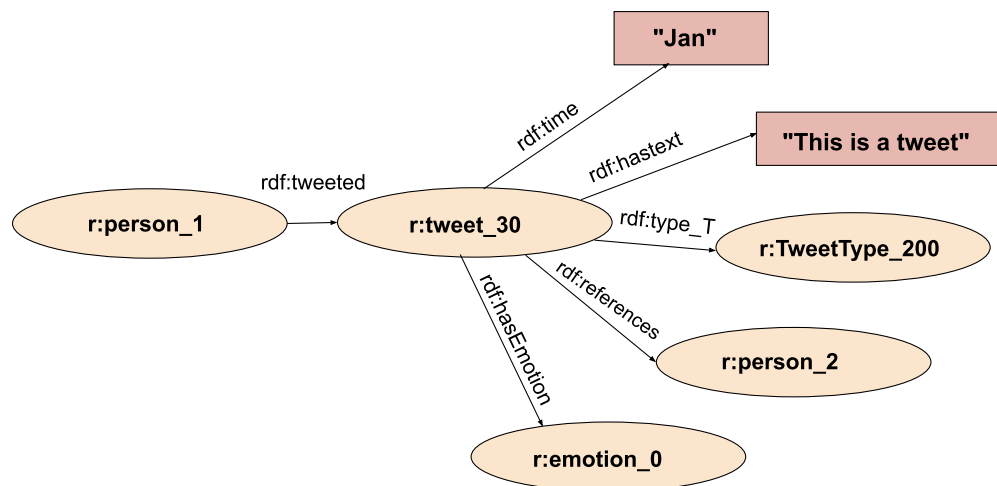 "Jan"
rdf:time
rdf:hastext
"This is a tweet"
rdf:tweeted
r:person_1
r:tweet_30
rdf:type_T
r:TweetType_200
rdf:references
rdf:hasEmotion
r:person_2
r:emotion_0